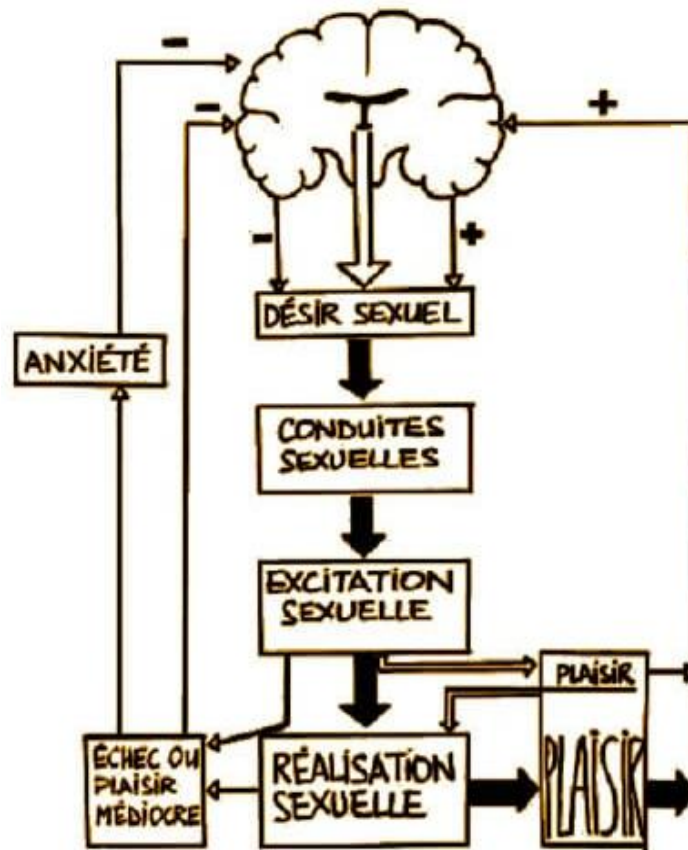 -
-
+
-
+
DÉSIR SEXUEL
ANXIÉTÉ
CONDUITES
SEXUELLES
EXCITATION
SEXUELLE
PLAISIR
ÉCHEC OU
PLAISIR
MÉDIOCRE
RÉALISATION
SEXUELLE
PLAISIR